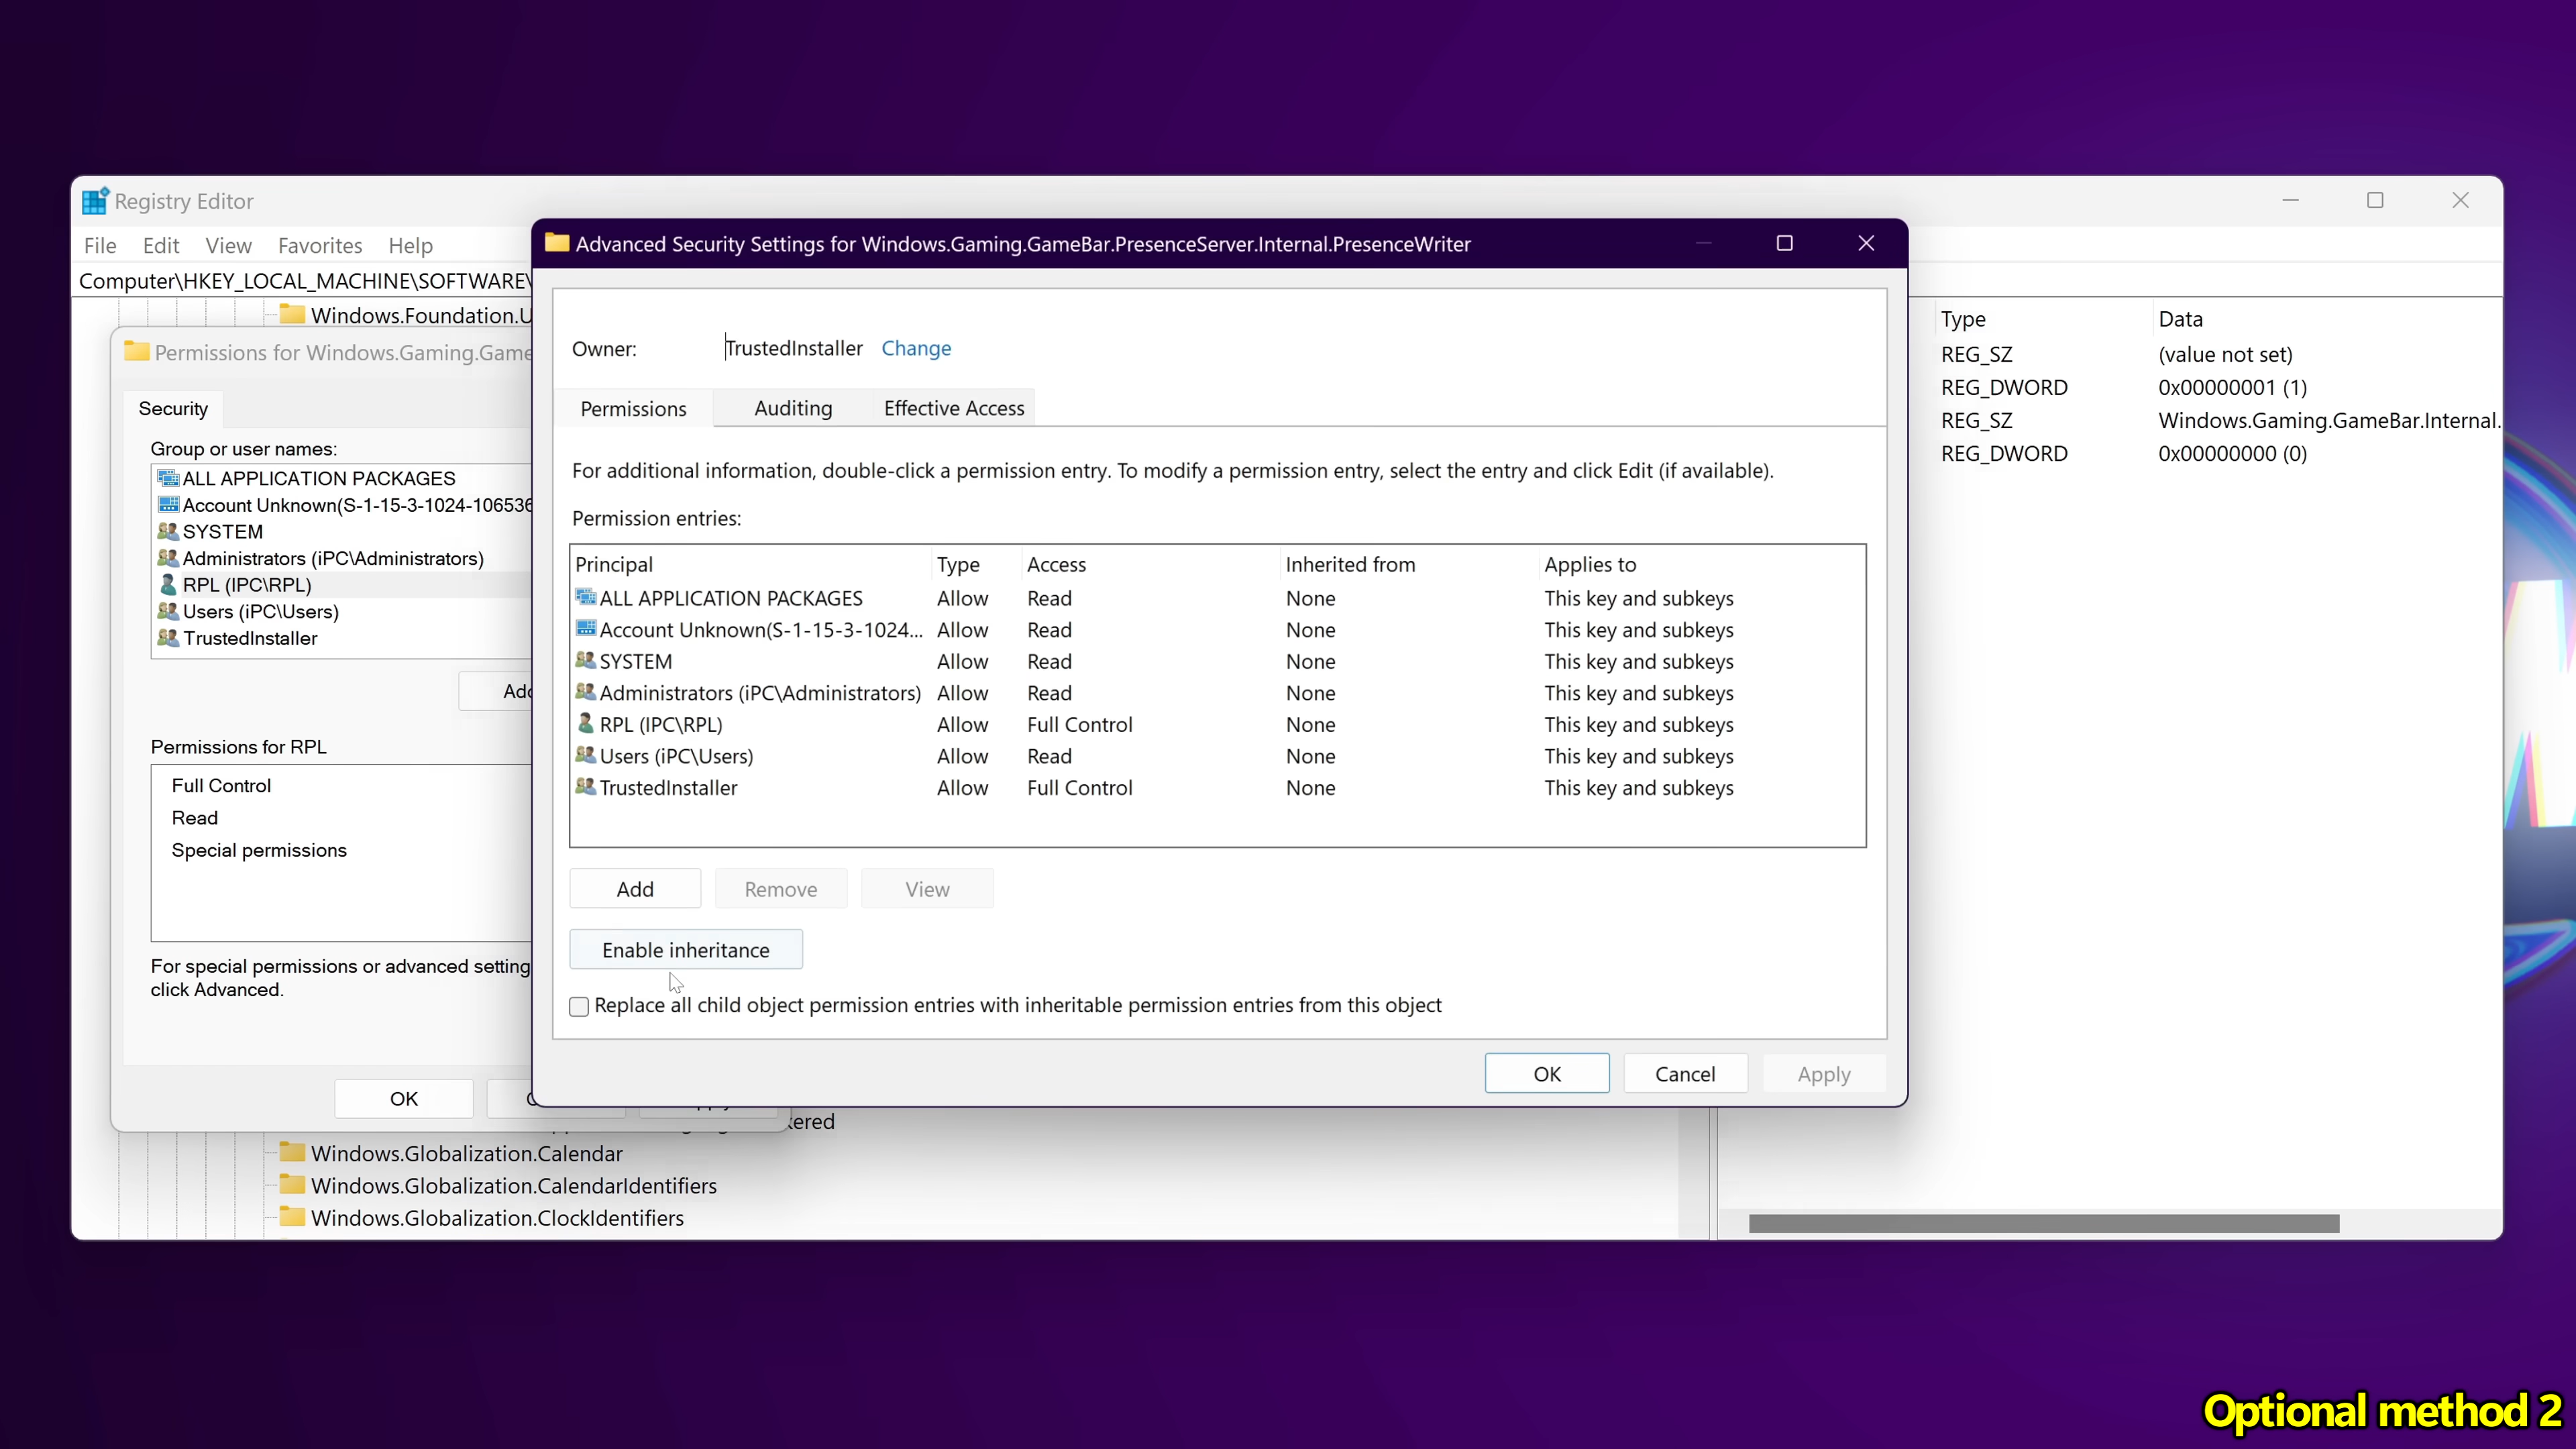 Registry Editor
File Edit View Favorites Help
Computer\HKEY_LOCAL_MACHINE\SOFTWARE\
Windows.Foundation.U
Permissions for Windows.Gaming.Game
Security
Group or user names:
ALL APPLICATION PACKAGES
Account Unknown(S-1-15-3-1024-106536
SYSTEM
Administrators (iPC\Administrators)
RPL (IPC\RPL)
Users (iPC\Users)
TrustedInstaller
Permissions for RPL
Full Control
Read
Special permissions
For special permissions or advanced setting
click Advanced.
OK
Advanced Security Settings for Windows.Gaming.GameBar.PresenceServer.Internal.PresenceWriter
Owner: TrustedInstaller Change
Permissions Auditing Effective Access
For additional information, double-click a permission entry. To modify a permission entry, select the entry and click Edit (if available).
Permission entries:
Principal Type Access Inherited from Applies to
ALL APPLICATION PACKAGES Allow Read None This key and subkeys
Account Unknown(S-1-15-3-1024... Allow Read None This key and subkeys
SYSTEM Allow Read None This key and subkeys
Administrators (iPC\Administrators) Allow Read None This key and subkeys
RPL (IPC\RPL) Allow Full Control None This key and subkeys
Users (iPC\Users) Allow Read None This key and subkeys
TrustedInstaller Allow Full Control None This key and subkeys
Add Remove View
Enable inheritance
Replace all child object permission entries with inheritable permission entries from this object
OK Cancel Apply
Type Data
REG_SZ (value not set)
REG_DWORD 0x00000001 (1)
REG_SZ Windows.Gaming.GameBar.Internal.
REG_DWORD 0x00000000 (0)
Windows.Globalization.Calendar
Windows.Globalization.CalendarIdentifiers
Windows.Globalization.ClockIdentifiers
Optional method 2